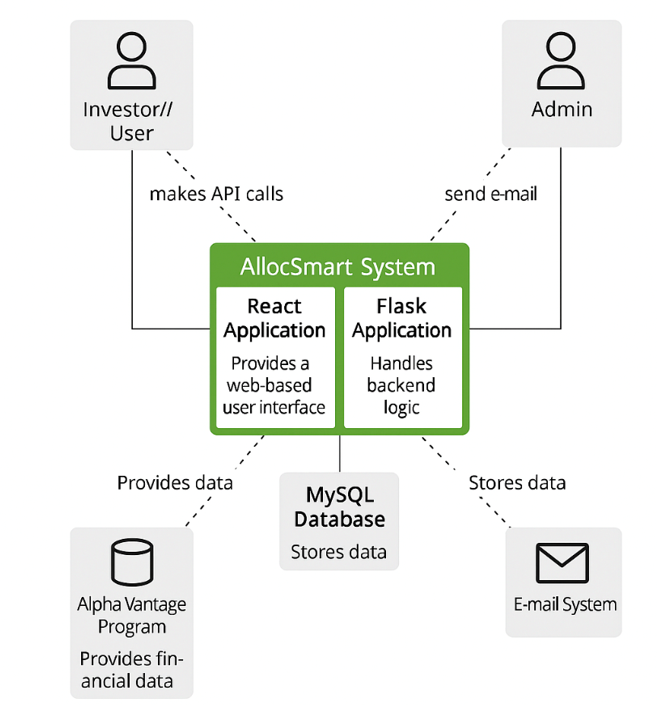 Investor//
User
Admin
makes API calls
send e-mail
AllocSmart System
React
Application
Provides a
web-based
user interface
Flask
Application
Handles
backend
logic
Provides data
Stores data
MySQL
Database
Stores data
Alpha Vantage
Program
Provides fin-
ancial data
E-mail System